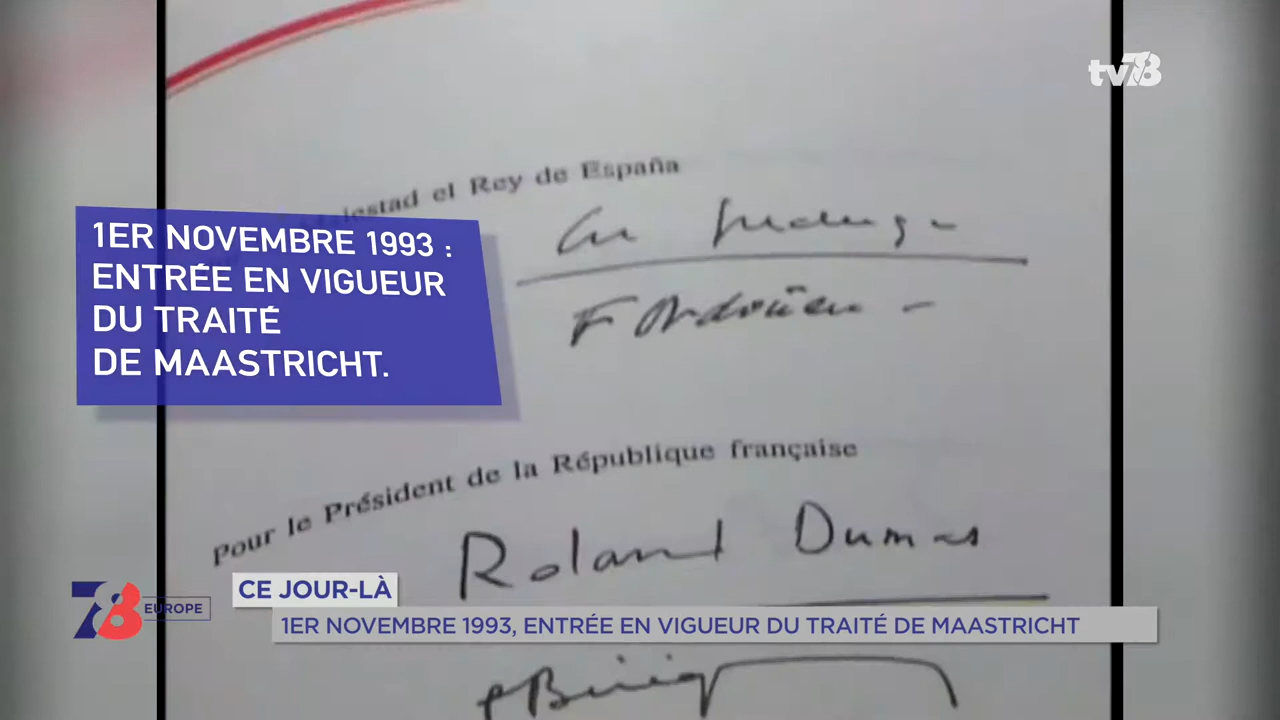 tv78
Majestad el Rey de España
1ER NOVEMBRE 1993 :
ENTRÉE EN VIGUEUR
DU TRAITÉ
DE MAASTRICHT.
Pour le Président de la République française
Roland Dumas
CE JOUR-LÀ
78 EUROPE
1ER NOVEMBRE 1993, ENTRÉE EN VIGUEUR DU TRAITÉ DE MAASTRICHT